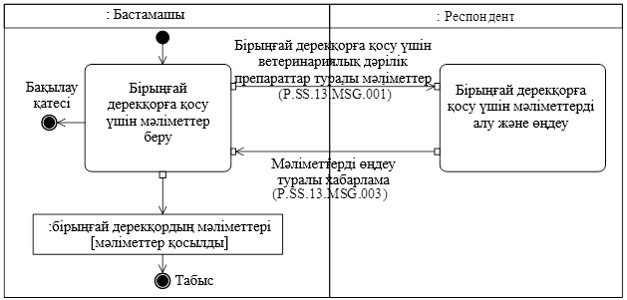 : Бастамашы
: Респондент
Бірыңғай дерекқорға қосу үшін
ветеринариялық дәрілік
препараттар туралы мәліметтер
(P.SS.13.MSG.001)
Бақылау
қатесі
Бірыңғай
дерекқорға қосу
үшін мәліметтер
беру
Бірыңғай дерекқорға
қосу үшін мәліметтерді
алу және өңдеу
Мәліметтерді өңдеу
туралы хабарлама
(P.SS.13.MSG.003)
:бірыңғай дерекқордың мәліметтері
[мәліметтер қосылды]
Табыс